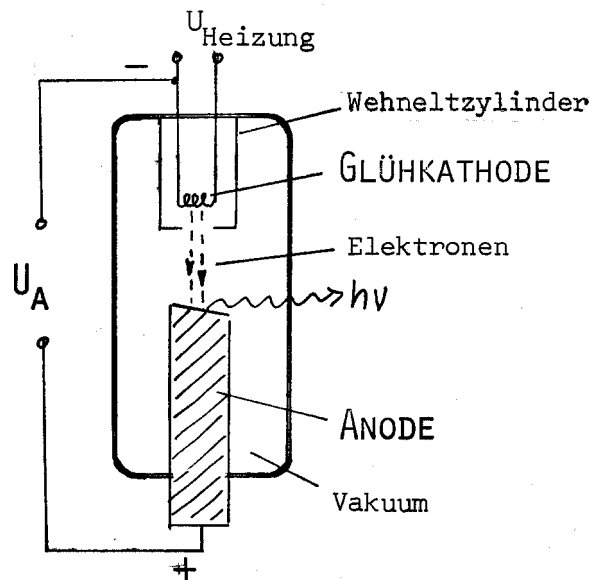 U Heizung
−
Wehneltzylinder
GLÜHKATHODE
Elektronen
hν
U A
ANODE
Vakuum
+